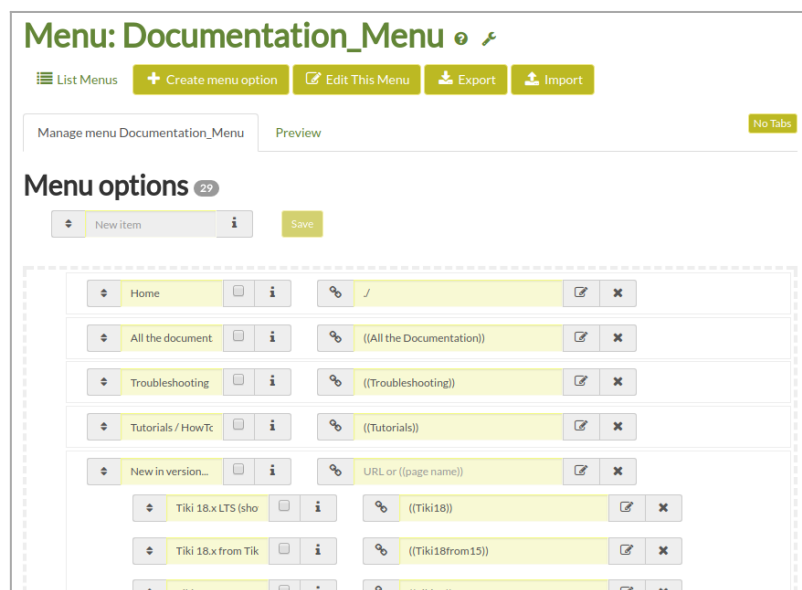 Menu: Documentation_Menu
List Menus Create menu option Edit This Menu Export Import
Manage menu Documentation_Menu Preview No Tabs
Menu options 29
New item Save
Home ./
All the document ((All the Documentation))
Troubleshooting ((Troubleshooting))
Tutorials / HowTo ((Tutorials))
New in version... URL or ((page name))
Tiki 18.x LTS (sho ((Tiki18))
Tiki 18.x from Tik ((Tiki18from15))